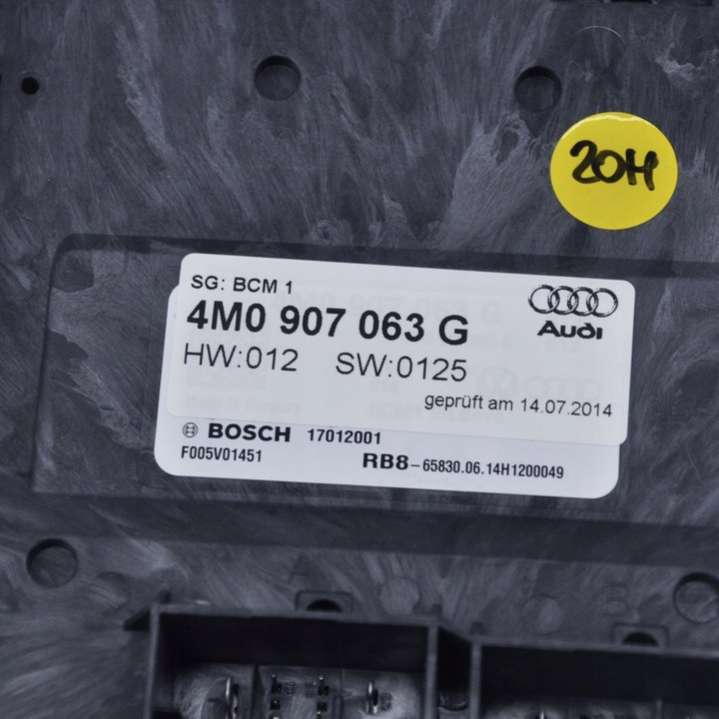 20H
SG: BCM 1
4M0 907 063 G
Audi
HW:012 SW:0125
geprüft am 14.07.2014
BOSCH 17012001
F005V01451 RB8-65830.06.14H1200049